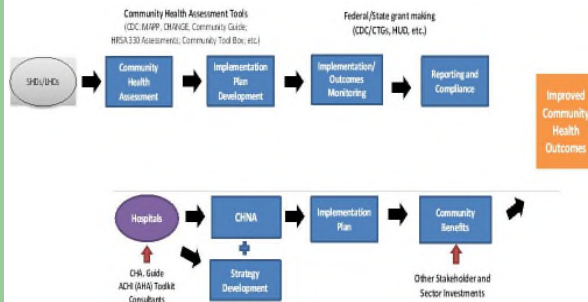 Community Health Assessment Tools
(CDC, MAPP, CHANGE, Community Guide,
HRSA 330 Assessments, Community Tool Box, etc.)
Federal/State grant making
(CDC/CTGs, HUD, etc.)
SHDs/LHDs
Community
Health
Assessment
Implementation
Plan
Development
Implementation/
Outcomes
Monitoring
Reporting and
Compliance
Improved
Community
Health
Outcomes
Hospitals
CHNA
Implementation
Plan
Community
Benefits
Strategy
Development
CHA, Guide
ACHI (AHA) Toolkit
Consultants
Other Stakeholder and
Sector Investments